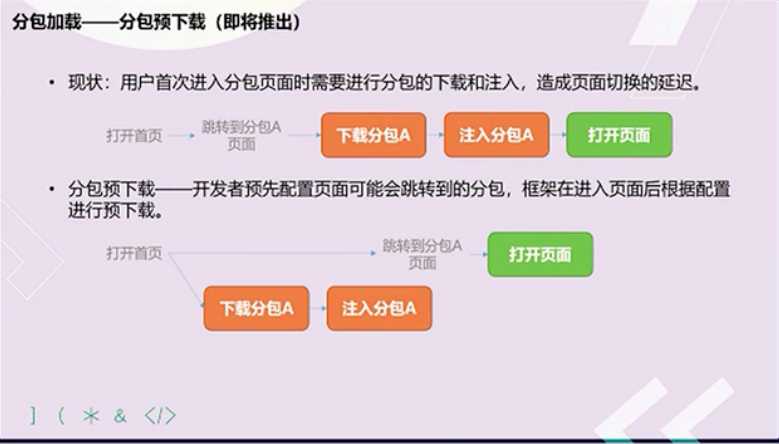 分包加载——分包预下载（即将推出）
• 现状：用户首次进入分包页面时需要进行分包的下载和注入，造成页面切换的延迟。
打开首页
跳转到分包A
页面
下载分包A
注入分包A
打开页面
• 分包预下载——开发者预先配置页面可能会跳转到的分包，框架在进入页面后根据配置
进行预下载。
打开首页
跳转到分包A
页面
打开页面
下载分包A
注入分包A
] ( * & </>